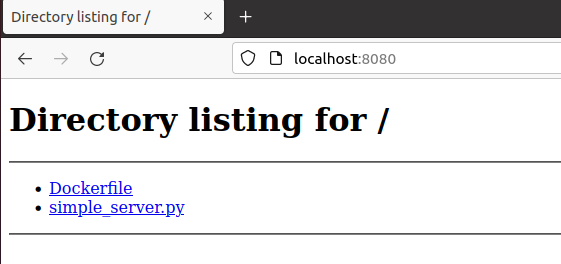 Directory listing for /
localhost:8080
Directory listing for /
Dockerfile
simple_server.py